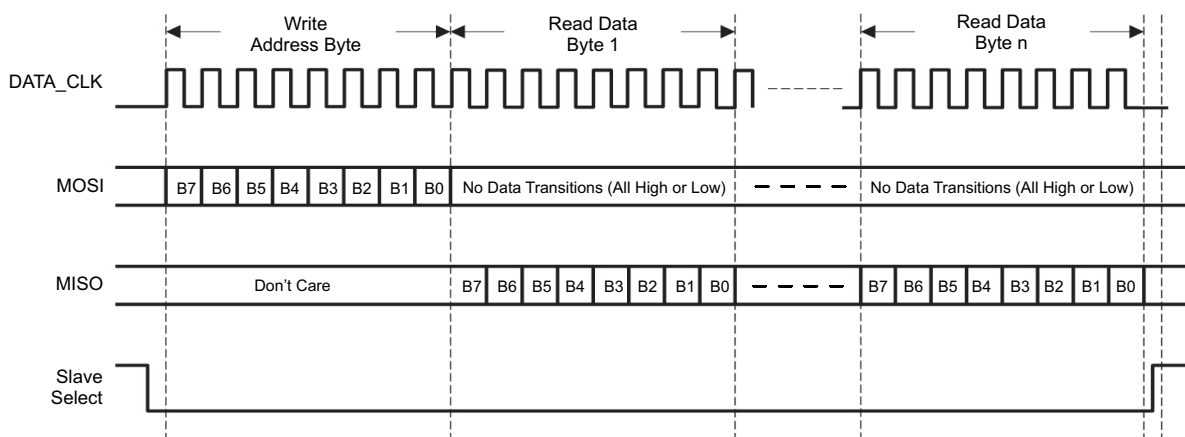 Write
Address Byte
Read Data
Byte 1
Read Data
Byte n
DATA_CLK
MOSI
B7 B6 B5 B4 B3 B2 B1 B0 No Data Transitions (All High or Low) No Data Transitions (All High or Low)
MISO
Don't Care B7 B6 B5 B4 B3 B2 B1 B0 B7 B6 B5 B4 B3 B2 B1 B0
Slave
Select